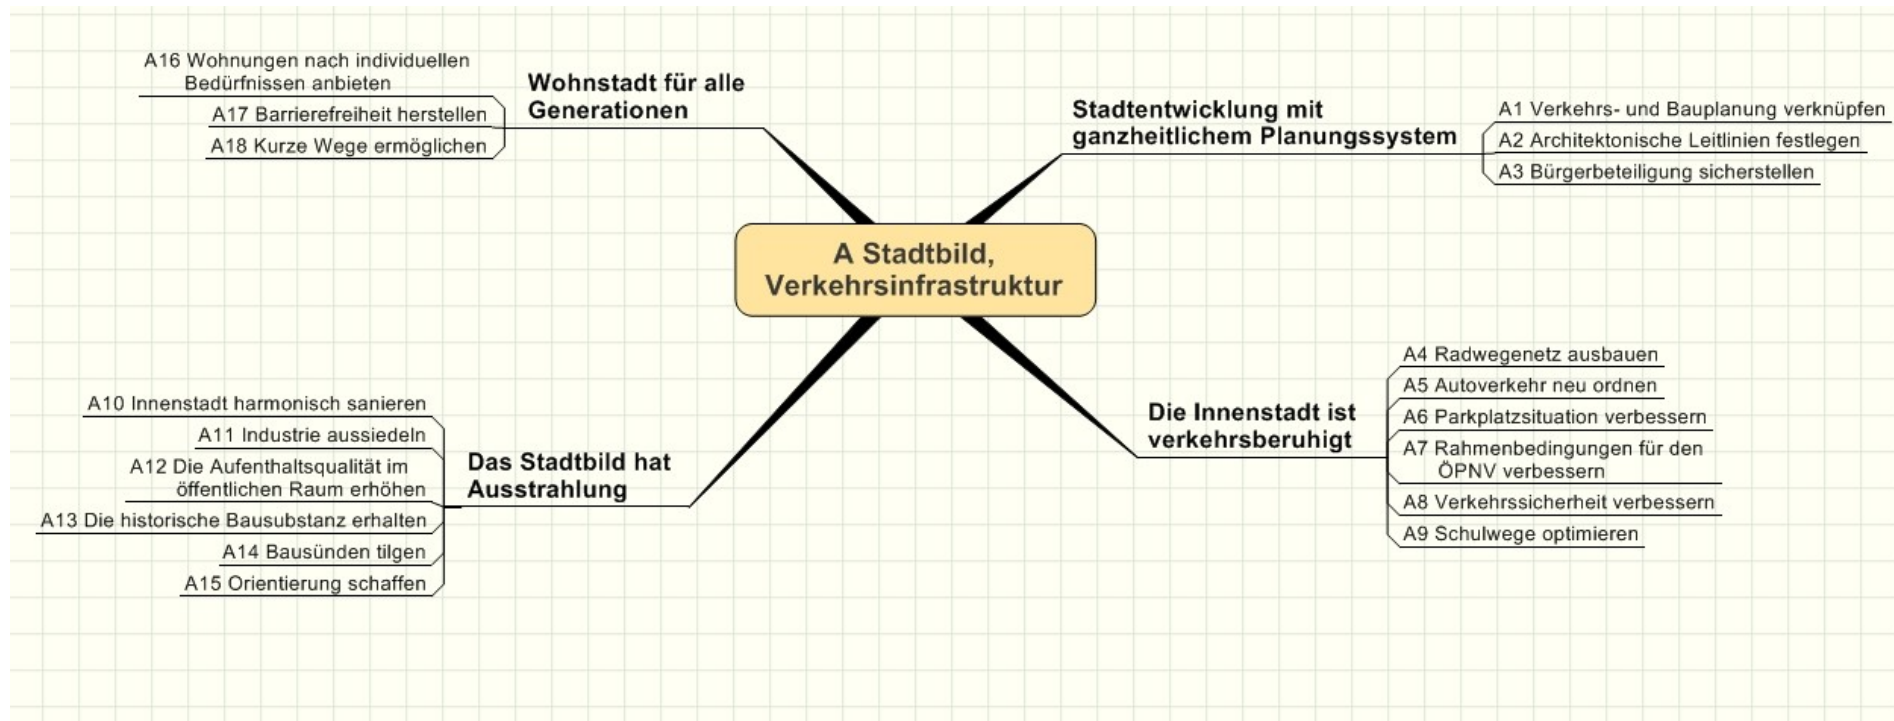 A Stadtbild,
Verkehrsinfrastruktur
Stadtentwicklung mit
ganzheitlichem Planungssystem
A1 Verkehrs- und Bauplanung verknüpfen
A2 Architektonische Leitlinien festlegen
A3 Bürgerbeteiligung sicherstellen
Die Innenstadt ist
verkehrsberuhigt
A4 Radwegenetz ausbauen
A5 Autoverkehr neu ordnen
A6 Parkplatzsituation verbessern
A7 Rahmenbedingungen für den
ÖPNV verbessern
A8 Verkehrssicherheit verbessern
A9 Schulwege optimieren
Das Stadtbild hat
Ausstrahlung
A10 Innenstadt harmonisch sanieren
A11 Industrie aussiedeln
A12 Die Aufenthaltsqualität im
öffentlichen Raum erhöhen
A13 Die historische Bausubstanz erhalten
A14 Bausünden tilgen
A15 Orientierung schaffen
Wohnstadt für alle
Generationen
A16 Wohnungen nach individuellen
Bedürfnissen anbieten
A17 Barrierefreiheit herstellen
A18 Kurze Wege ermöglichen